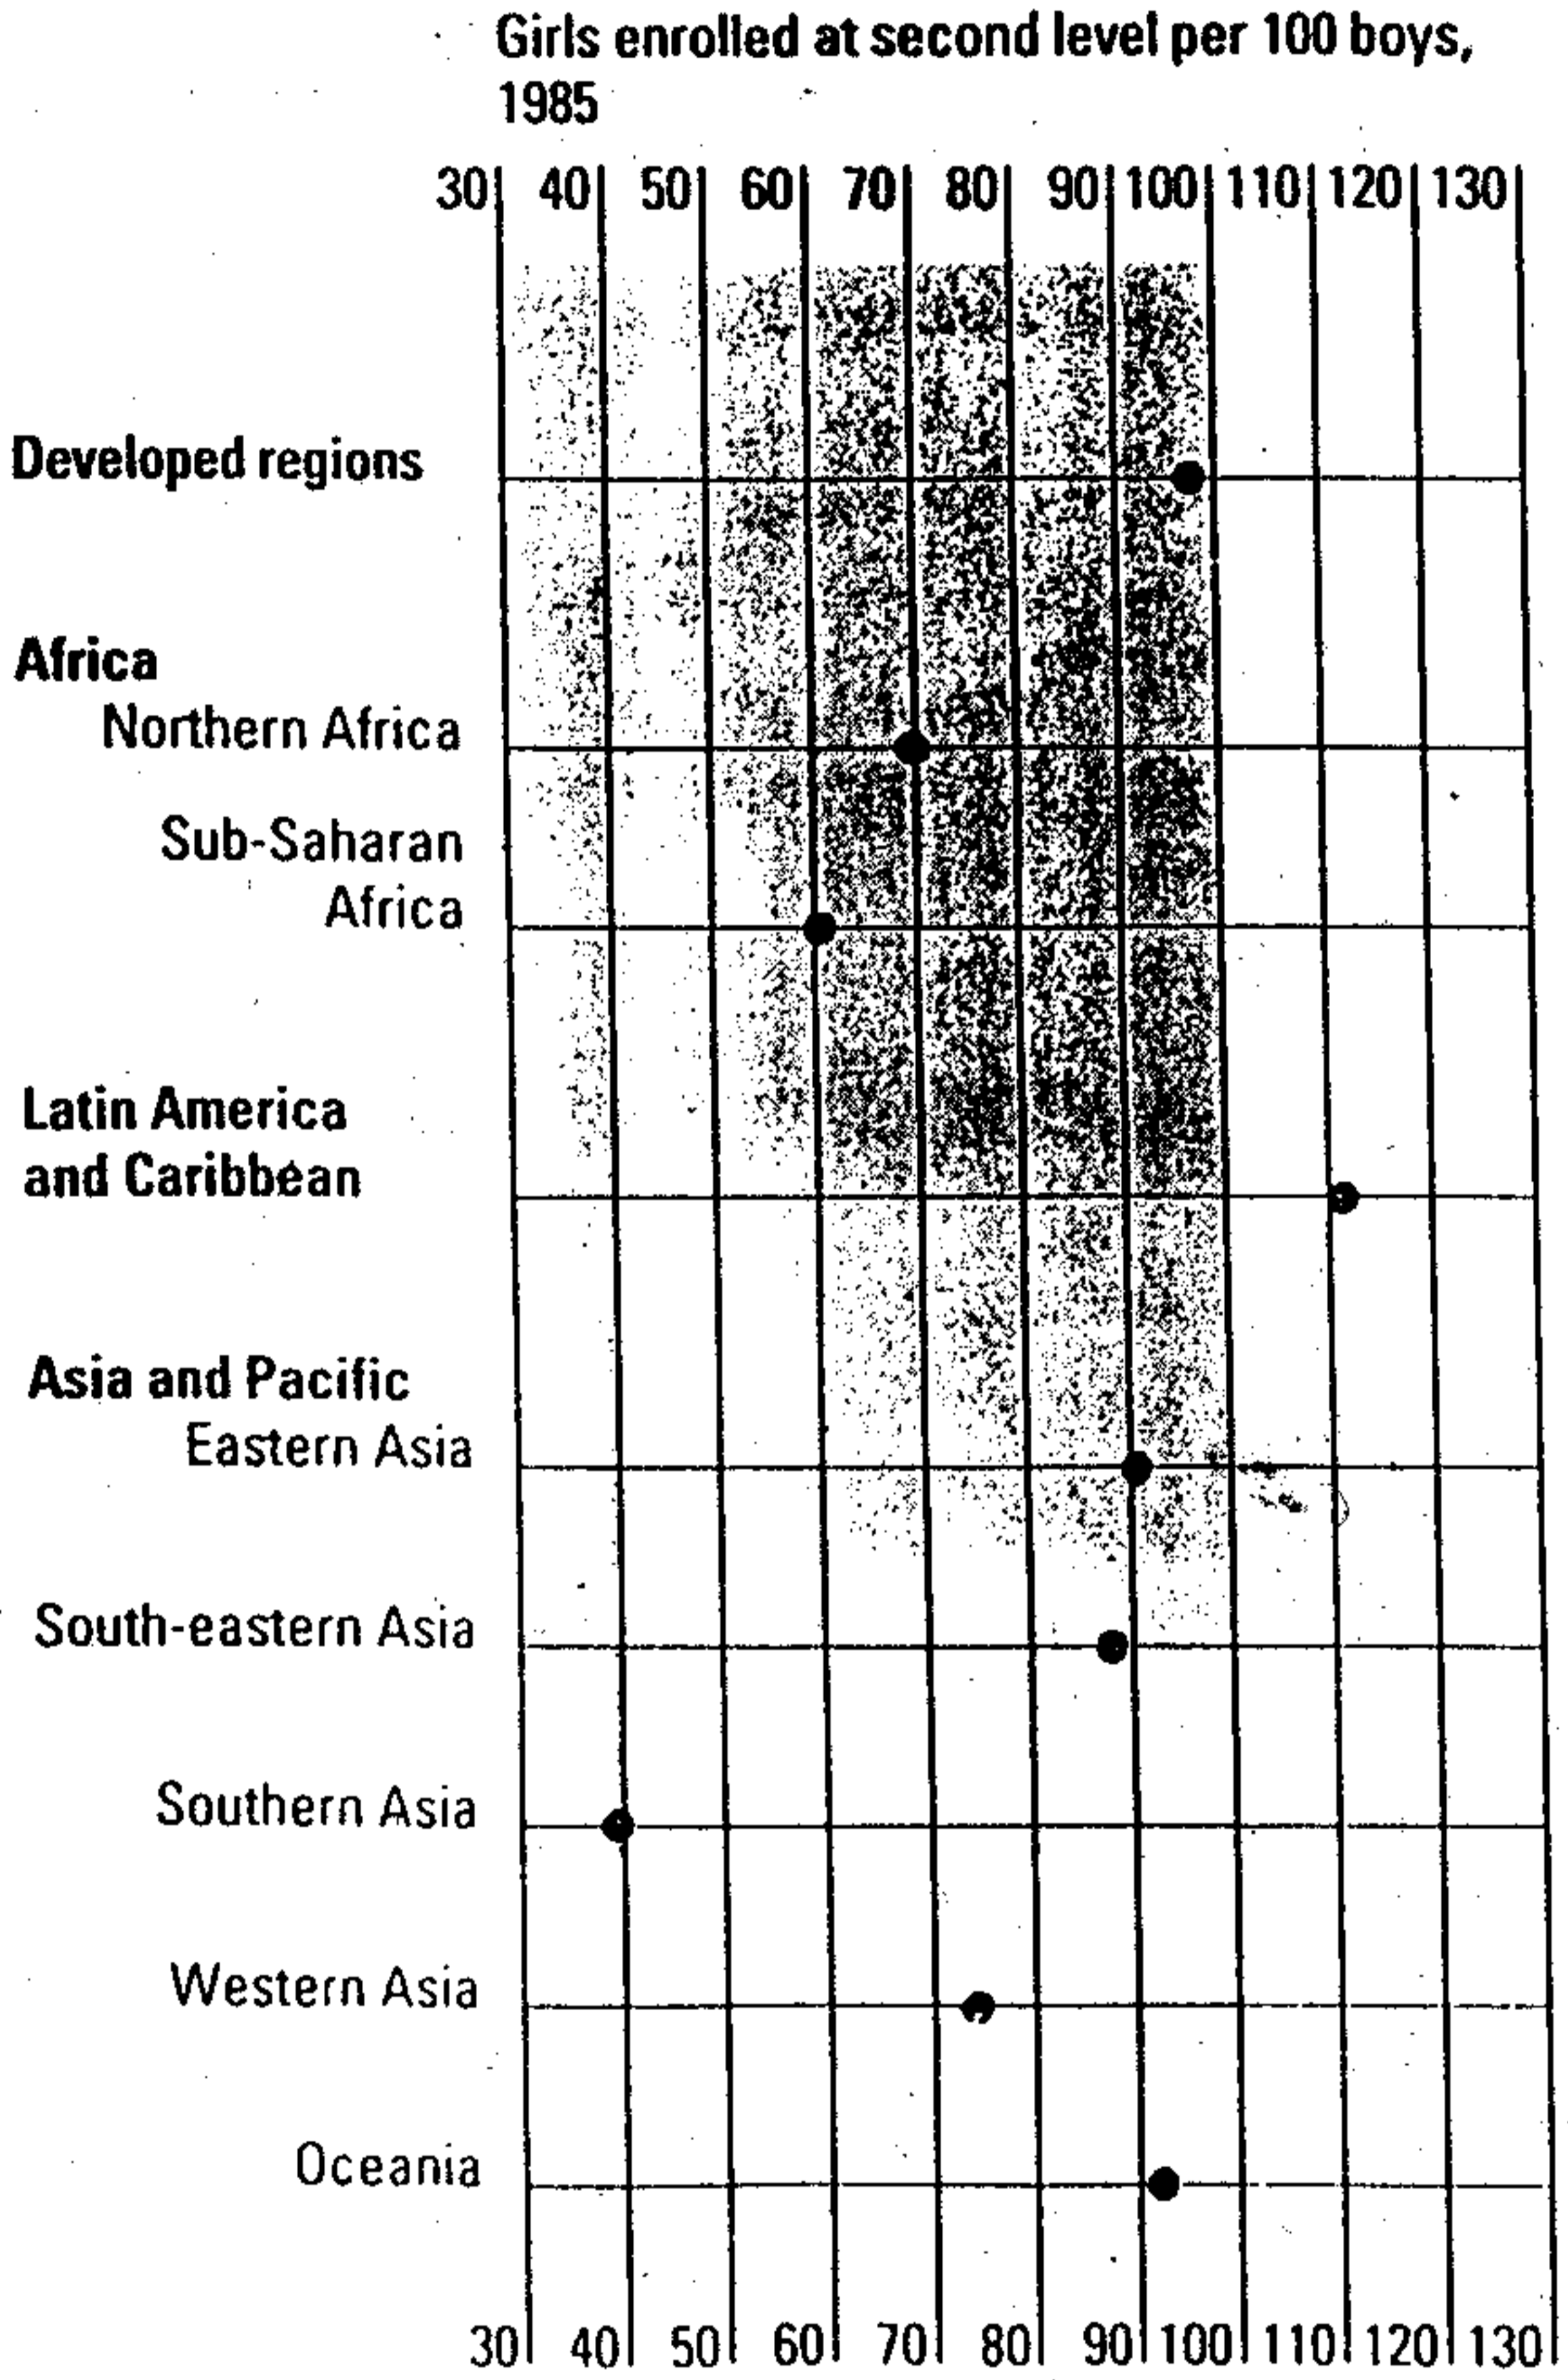 Girls enrolled at second level per 100 boys,
1985
30 40 50 60 70 80 90 100 110 120 130
Developed regions
Africa
Northern Africa
Sub-Saharan
Africa
Latin America
and Caribbean
Asia and Pacific
Eastern Asia
South-eastern Asia
Southern Asia
Western Asia
Oceania
30 40 50 60 70 80 90 100 110 120 130